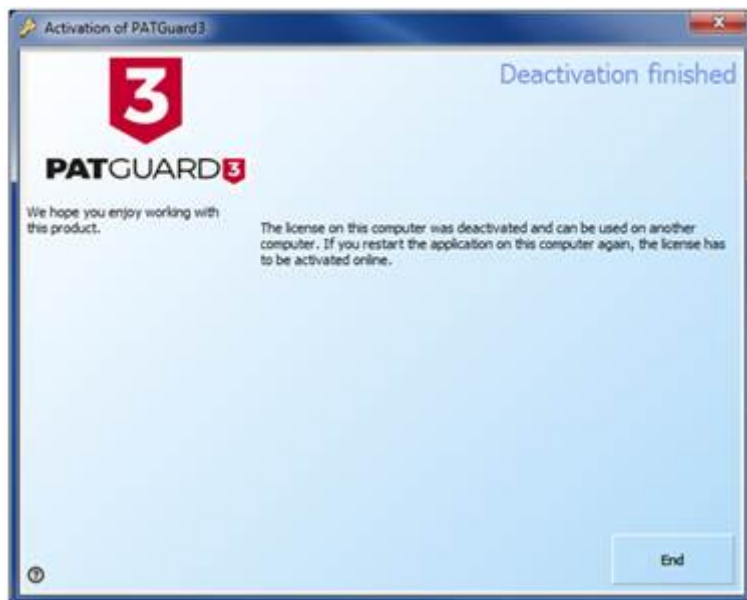 Activation of PATGuard3
Deactivation finished
3
PATGUARD3
We hope you enjoy working with
this product.
The license on this computer was deactivated and can be used on another
computer. If you restart the application on this computer again, the license has
to be activated online.
End
?